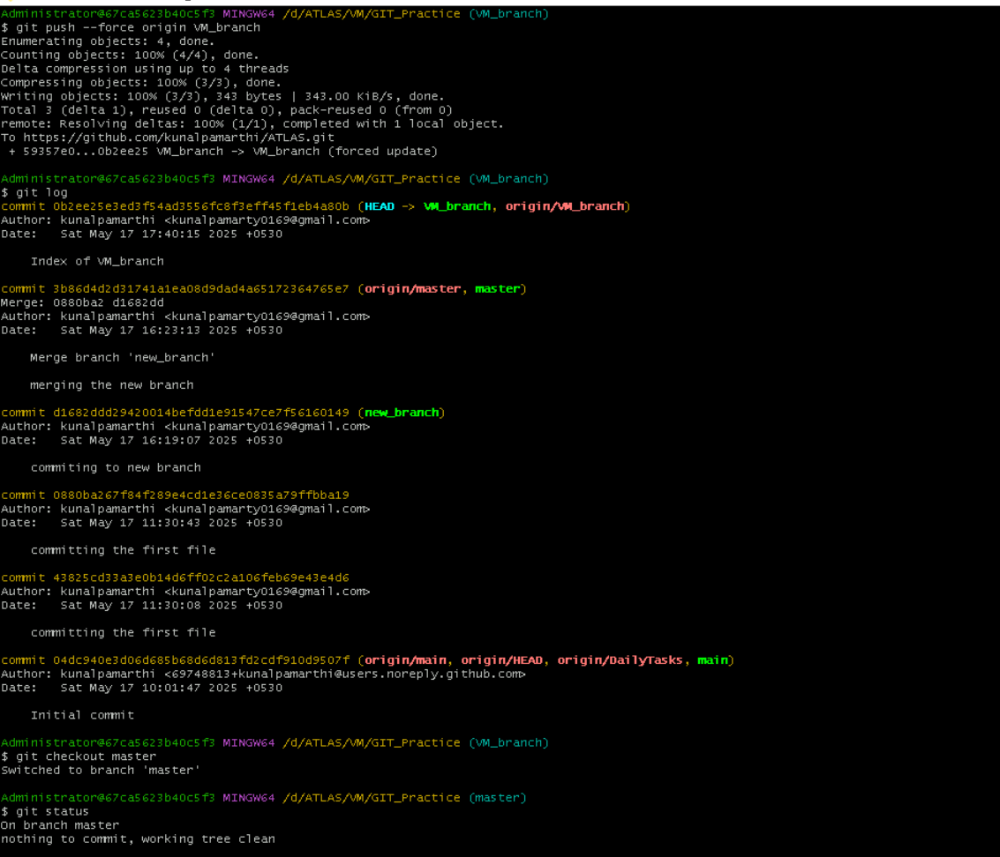 Administrator@67ca5623b40c5f3 MINGW64 /d/ATLAS/VM/GIT_Practice (VM_branch)
$ git push --force origin VM_branch
Enumerating objects: 4, done.
Counting objects: 100% (4/4), done.
Delta compression using up to 4 threads
Compressing objects: 100% (3/3), done.
Writing objects: 100% (3/3), 343 bytes | 343.00 KiB/s, done.
Total 3 (delta 1), reused 0 (delta 0), pack-reused 0 (from 0)
remote: Resolving deltas: 100% (1/1), completed with 1 local object.
To https://github.com/kunalpamarthi/ATLAS.git
 + 59357e0...0b2ee25 VM_branch -> VM_branch (forced update)

Administrator@67ca5623b40c5f3 MINGW64 /d/ATLAS/VM/GIT_Practice (VM_branch)
$ git log
commit 0b2ee25e3ed3f54ad3556fc8f3eff45f1eb4a80b (HEAD -> VM_branch, origin/VM_branch)
Author: kunalpamarthi <kunalpamarty0169@gmail.com>
Date:   Sat May 17 17:40:15 2025 +0530

    Index of VM_branch

commit 3b86d4d2d31741a1ea08d9dad4a65172364765e7 (origin/master, master)
Merge: 0880ba2 d1682dd
Author: kunalpamarthi <kunalpamarty0169@gmail.com>
Date:   Sat May 17 16:23:13 2025 +0530

    Merge branch 'new_branch'

    merging the new branch

commit d1682ddd29420014befdd1e91547ce7f56160149 (new_branch)
Author: kunalpamarthi <kunalpamarty0169@gmail.com>
Date:   Sat May 17 16:19:07 2025 +0530

    commiting to new branch

commit 0880ba267f84f289e4cd1e36ce0835a79ffbba19
Author: kunalpamarthi <kunalpamarty0169@gmail.com>
Date:   Sat May 17 11:30:43 2025 +0530

    committing the first file

commit 43825cd33a3e0b14d6ff02c2a106feb69e43e4d6
Author: kunalpamarthi <kunalpamarty0169@gmail.com>
Date:   Sat May 17 11:30:08 2025 +0530

    committing the first file

commit 04dc940e3d06d685b68d6d813fd2cdf910d9507f (origin/main, origin/HEAD, origin/DailyTasks, main)
Author: kunalpamarthi <69748813+kunalpamarthi@users.noreply.github.com>
Date:   Sat May 17 10:01:47 2025 +0530

    Initial commit

Administrator@67ca5623b40c5f3 MINGW64 /d/ATLAS/VM/GIT_Practice (VM_branch)
$ git checkout master
Switched to branch 'master'

Administrator@67ca5623b40c5f3 MINGW64 /d/ATLAS/VM/GIT_Practice (master)
$ git status
On branch master
nothing to commit, working tree clean